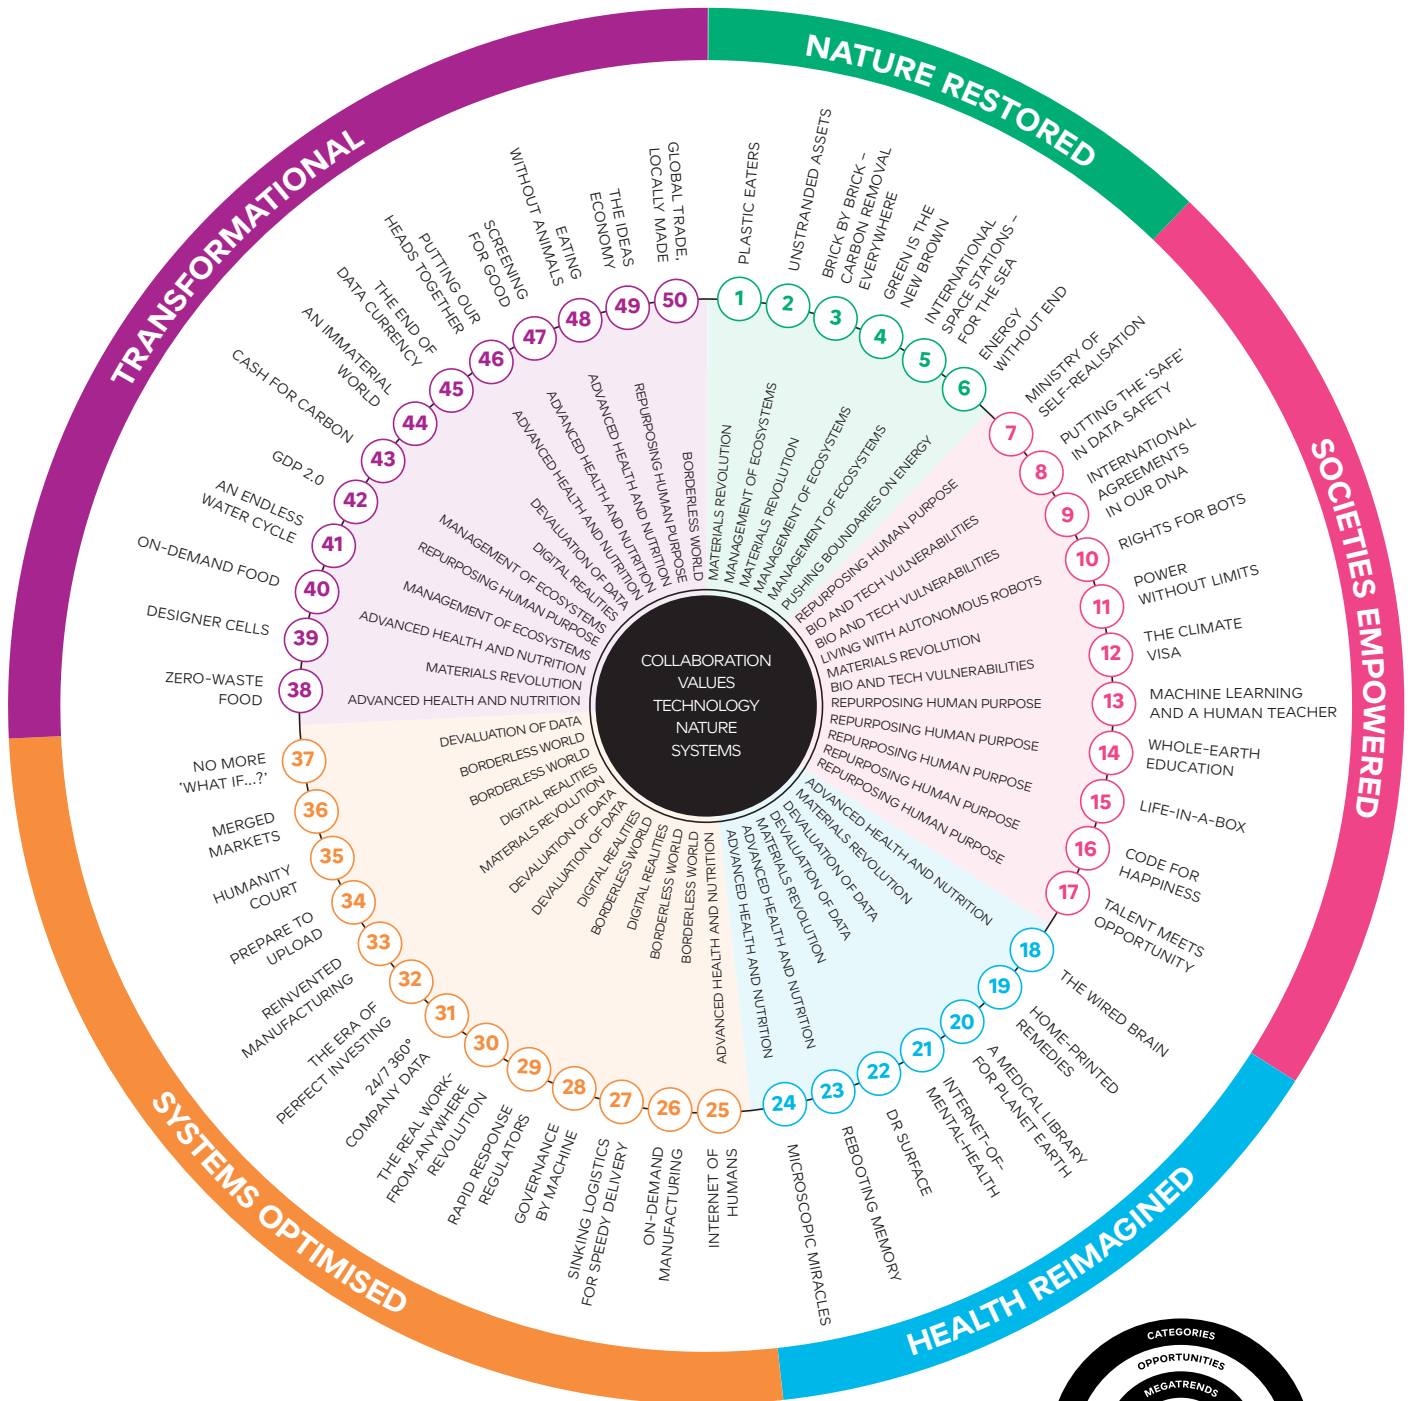 NATURE RESTORED
PLASTIC EATERS
1
MATERIALS REVOLUTION
UNSTRANDED ASSETS
2
MANAGEMENT OF ECOSYSTEMS
BRICK BY BRICK –
CARBON REMOVAL
EVERYWHERE
3
MATERIALS REVOLUTION
GREEN IS THE
NEW BROWN
4
MANAGEMENT OF ECOSYSTEMS
INTERNATIONAL
SPACE STATIONS –
FOR THE SEA
5
MANAGEMENT OF ECOSYSTEMS
ENERGY
WITHOUT END
6
PUSHING BOUNDARIES ON ENERGY
SOCIETIES EMPOWERED
MINISTRY OF
SELF-REALISATION
7
REPURPOSING HUMAN PURPOSE
PUTTING THE ‘SAFE’
IN DATA SAFETY
8
BIO AND TECH VULNERABILITIES
INTERNATIONAL
AGREEMENTS
IN OUR DNA
9
BIO AND TECH VULNERABILITIES
RIGHTS FOR BOTS
10
LIVING WITH AUTONOMOUS ROBOTS
POWER
WITHOUT LIMITS
11
MATERIALS REVOLUTION
THE CLIMATE
VISA
12
BIO AND TECH VULNERABILITIES
MACHINE LEARNING
AND A HUMAN TEACHER
13
REPURPOSING HUMAN PURPOSE
WHOLE-EARTH
EDUCATION
14
REPURPOSING HUMAN PURPOSE
LIFE-IN-A-BOX
15
REPURPOSING HUMAN PURPOSE
CODE FOR
HAPPINESS
16
REPURPOSING HUMAN PURPOSE
TALENT MEETS
OPPORTUNITY
17
REPURPOSING HUMAN PURPOSE
HEALTH REIMAGINED
THE WIRED BRAIN
18
ADVANCED HEALTH AND NUTRITION
HOME-PRINTED
REMEDIES
19
MATERIALS REVOLUTION
A MEDICAL LIBRARY
FOR PLANET EARTH
20
DEVALUATION OF DATA
INTERNET-OF-
MENTAL-HEALTH
21
DEVALUATION OF DATA
DR SURFACE
22
MATERIALS REVOLUTION
REBOOTING MEMORY
23
ADVANCED HEALTH AND NUTRITION
MICROSCOPIC MIRACLES
24
ADVANCED HEALTH AND NUTRITION
SYSTEMS OPTIMISED
INTERNET OF
HUMANS
25
ADVANCED HEALTH AND NUTRITION
ON-DEMAND
MANUFACTURING
26
BORDERLESS WORLD
SINKING LOGISTICS
FOR SPEEDY DELIVERY
27
BORDERLESS WORLD
GOVERNANCE
BY MACHINE
28
DIGITAL REALITIES
RAPID RESPONSE
REGULATORS
29
BORDERLESS WORLD
THE REAL WORK-
FROM-ANYWHERE
REVOLUTION
30
DIGITAL REALITIES
24/7 360°
COMPANY DATA
31
DEVALUATION OF DATA
THE ERA OF
PERFECT INVESTING
32
DEVALUATION OF DATA
REINVENTED
MANUFACTURING
33
MATERIALS REVOLUTION
PREPARE TO
UPLOAD
34
DIGITAL REALITIES
HUMANITY
COURT
35
BORDERLESS WORLD
MERGED
MARKETS
36
BORDERLESS WORLD
NO MORE
‘WHAT IF...?’
37
DEVALUATION OF DATA
TRANSFORMATIONAL
ZERO-WASTE
FOOD
38
ADVANCED HEALTH AND NUTRITION
DESIGNER CELLS
39
MATERIALS REVOLUTION
ON-DEMAND FOOD
40
ADVANCED HEALTH AND NUTRITION
AN ENDLESS
WATER CYCLE
41
MANAGEMENT OF ECOSYSTEMS
GDP 2.0
42
REPURPOSING HUMAN PURPOSE
CASH FOR CARBON
43
MANAGEMENT OF ECOSYSTEMS
AN IMMATERIAL
WORLD
44
DIGITAL REALITIES
THE END OF
DATA CURRENCY
45
DEVALUATION OF DATA
PUTTING OUR
HEADS TOGETHER
46
ADVANCED HEALTH AND NUTRITION
SCREENING
FOR GOOD
47
ADVANCED HEALTH AND NUTRITION
EATING
WITHOUT ANIMALS
48
ADVANCED HEALTH AND NUTRITION
THE IDEAS
ECONOMY
49
REPURPOSING HUMAN PURPOSE
GLOBAL TRADE,
LOCALLY MADE
50
BORDERLESS WORLD
COLLABORATION
VALUES
TECHNOLOGY
NATURE
SYSTEMS
CATEGORIES
OPPORTUNITIES
MEGATRENDS